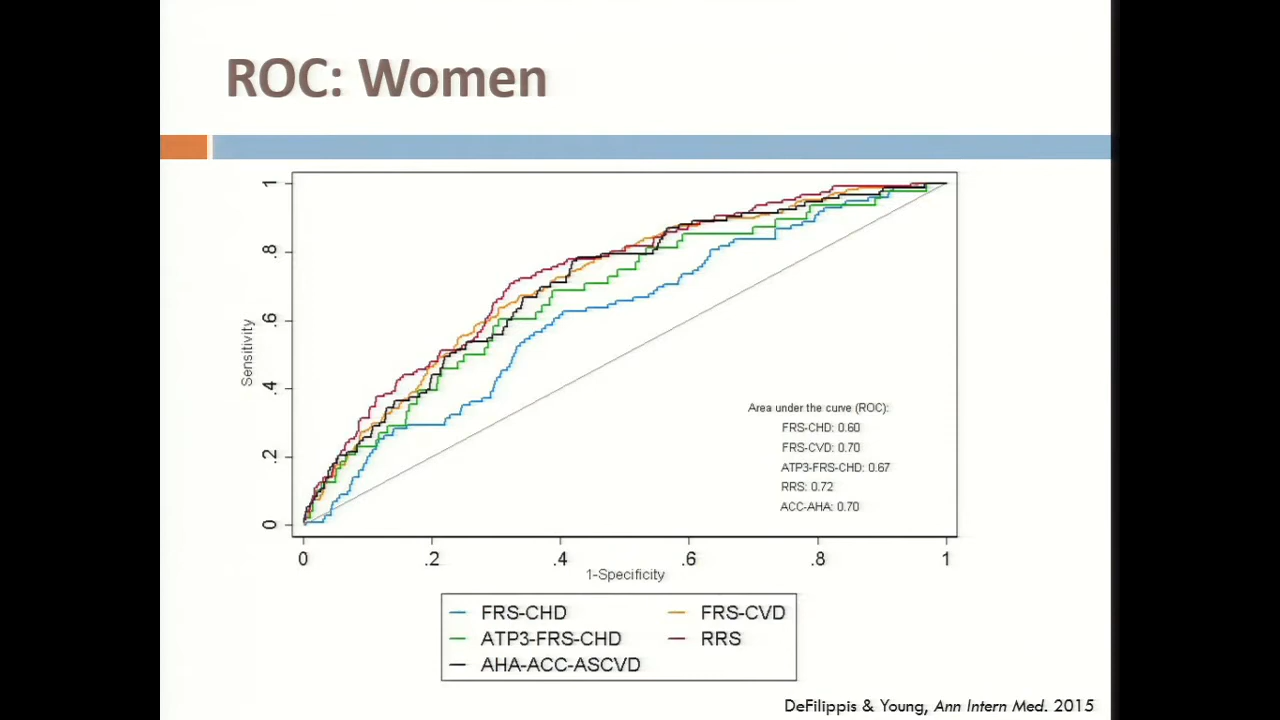 ROC: Women
1
.8
.6
.4
.2
0
Sensitivity
0 .2 .4 .6 .8 1
1-Specificity
Area under the curve (ROC):
FRS-CHD: 0.60
FRS-CVD: 0.70
ATP3-FRS-CHD: 0.67
RRS: 0.72
ACC-AHA: 0.70
FRS-CHD FRS-CVD
ATP3-FRS-CHD RRS
AHA-ACC-ASCVD
DeFilippis & Young, Ann Intern Med. 2015